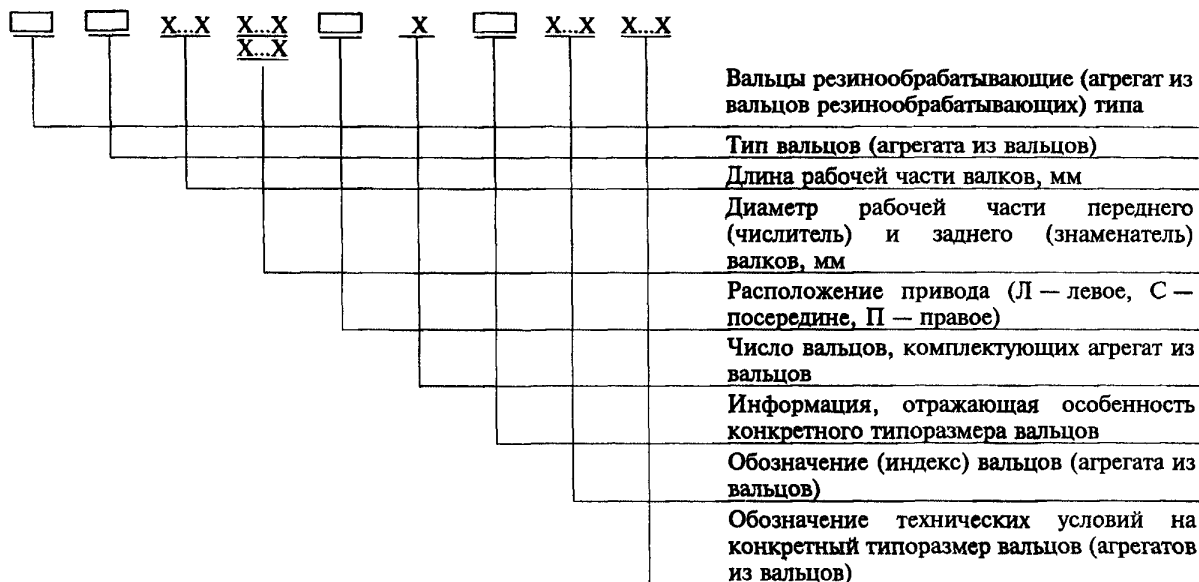 Х...Х Х...Х Х Х...Х Х...Х
Х...Х
Вальцы резинообрабатывающие (агрегат из
вальцов резинообрабатывающих) типа
Тип вальцов (агрегата из вальцов)
Длина рабочей части валков, мм
Диаметр рабочей части переднего
(числитель) и заднего (знаменатель)
валков, мм
Расположение привода (Л — левое, С —
посередине, П — правое)
Число вальцов, комплектующих агрегат из
вальцов
Информация, отражающая особенность
конкретного типоразмера вальцов
Обозначение (индекс) вальцов (агрегата из
вальцов)
Обозначение технических условий на
конкретный типоразмер вальцов (агрегатов
из вальцов)